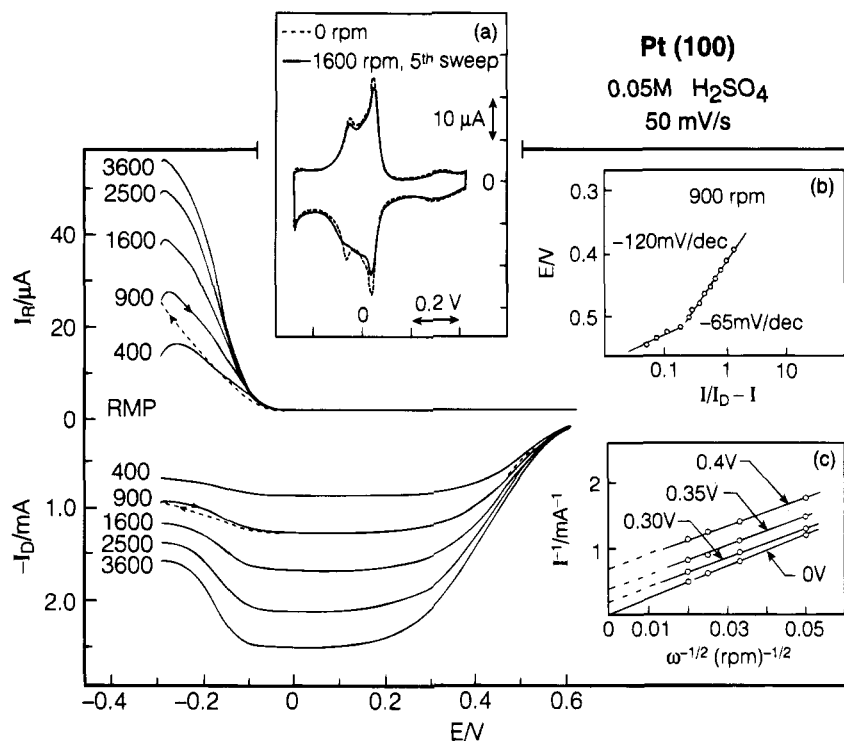 0 rpm
1600 rpm, 5th sweep
(a)
10 μA
0
0
0.2 V
Pt (100)
0.05M H2SO4
50 mV/s
3600
2500
1600
900
400
RMP
40
20
0
IR/μA
400
900
1600
2500
3600
1.0
2.0
−ID/mA
−0.4
−0.2
0
0.2
0.4
0.6
E/V
(b)
900 rpm
0.3
0.4
0.5
E/V
−120mV/dec
−65mV/dec
0.1
1
10
I/ID − I
(c)
0.4V
0.35V
0.30V
0V
2
1
I−1/mA−1
0
0.01
0.03
0.05
ω−1/2 (rpm)−1/2